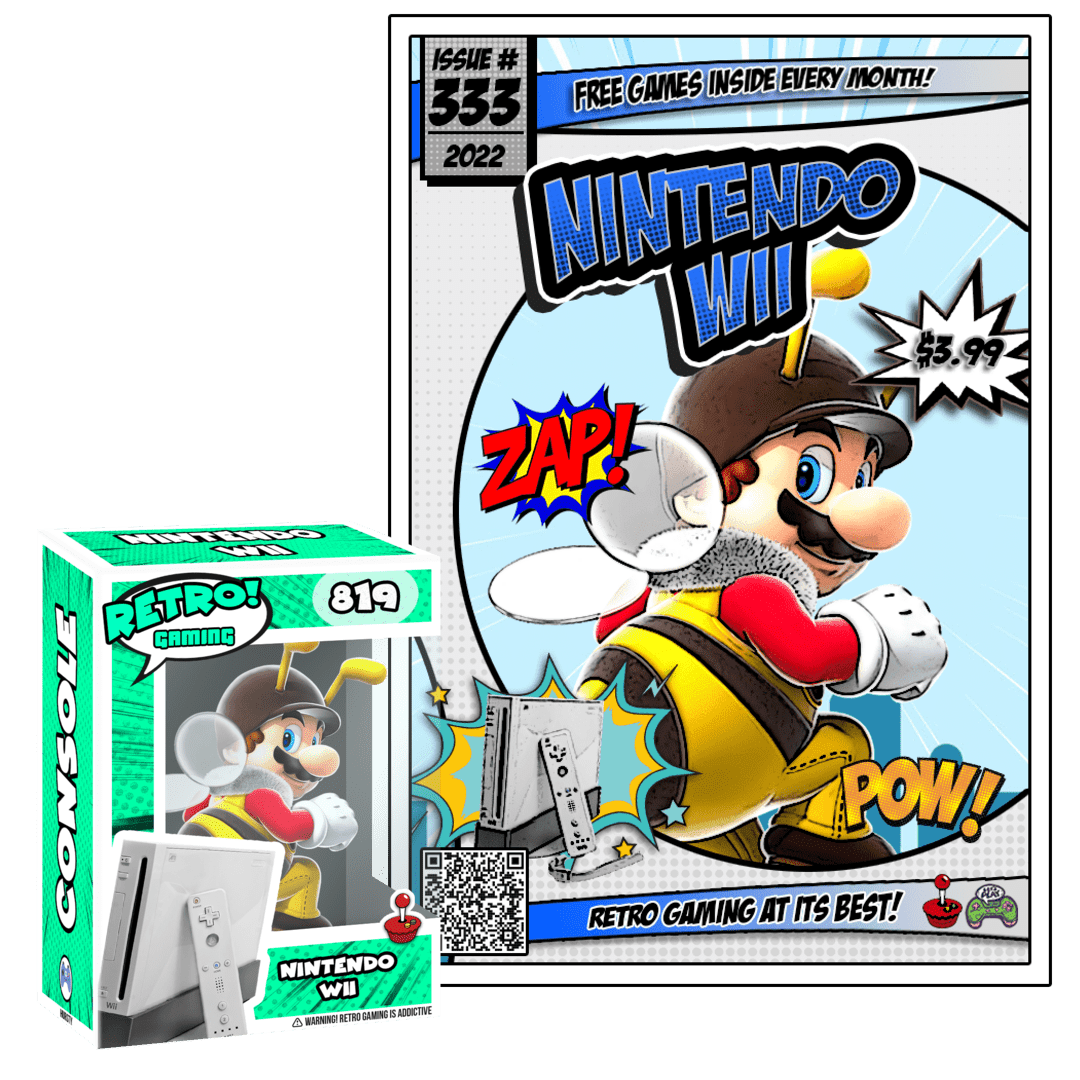 ISSUE #
333
2022
FREE GAMES INSIDE EVERY MONTH!
NINTENDO
WII
$3.99
ZAP!
POW!
RETRO GAMING AT ITS BEST!
NINTENDO
WII
RETRO!
GAMING
819
CONSOLE
Wii
NINTENDO
WII
⚠ WARNING! RETRO GAMING IS ADDICTIVE